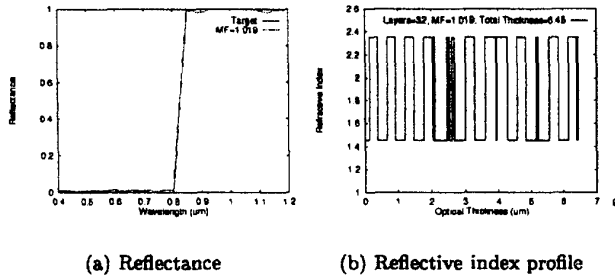 Target
MF=1.019
Reflectance
1
0.8
0.6
0.4
0.2
0
0.4 0.5 0.6 0.7 0.8 0.9 1 1.1 1.2
Wavelength (um)
(a) Reflectance
Layers=32, MF=1.019, Total Thickness=6.45
Refractive Index
2.6
2.4
2.2
2
1.8
1.6
1.4
1.2
1
0 1 2 3 4 5 6 7
Optical Thickness (um)
(b) Reflective index profile